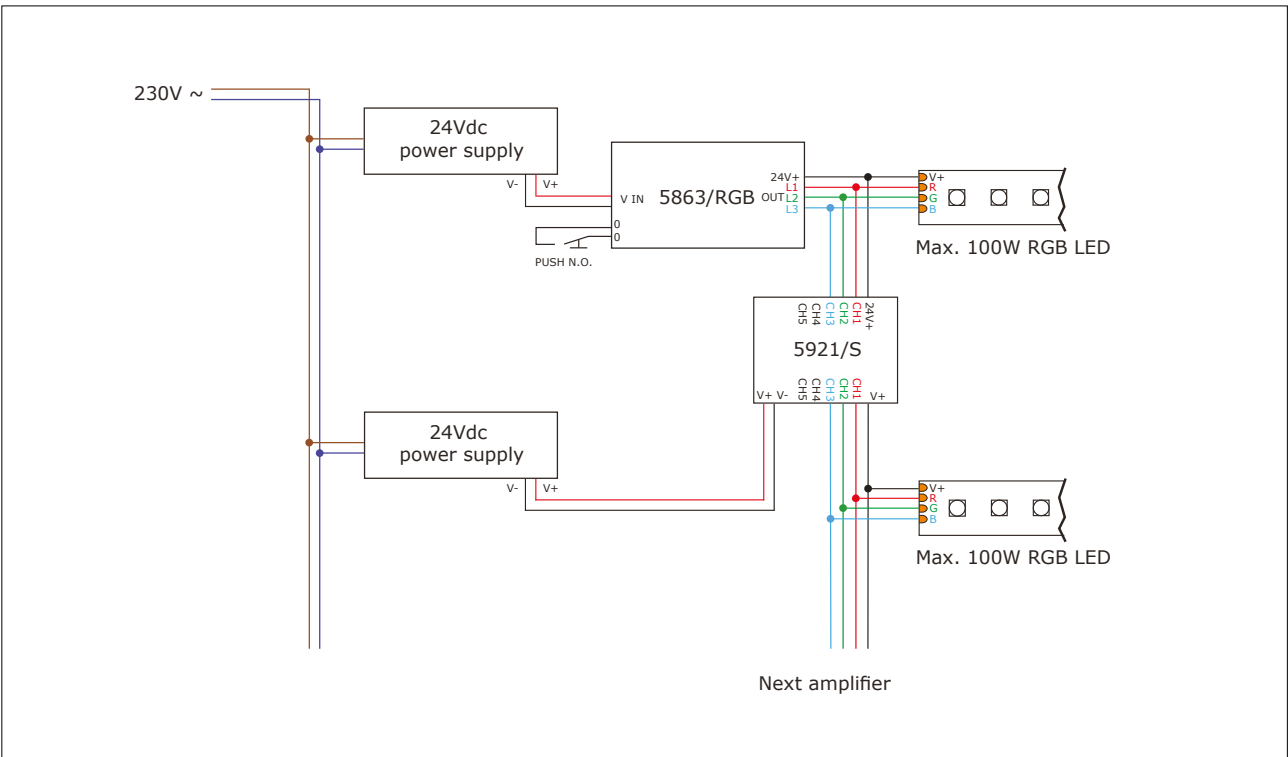 230V ~
24Vdc
power supply
V-
V+
V IN
0
0
PUSH N.O.
5863/RGB
OUT
24V+
L1
L2
L3
V+
R
G
B
Max. 100W RGB LED
CH5
CH4
CH3
CH2
CH1
24V+
5921/S
V+
V-
CH5
CH4
CH3
CH2
CH1
V+
24Vdc
power supply
V-
V+
V+
R
G
B
Max. 100W RGB LED
Next amplifier